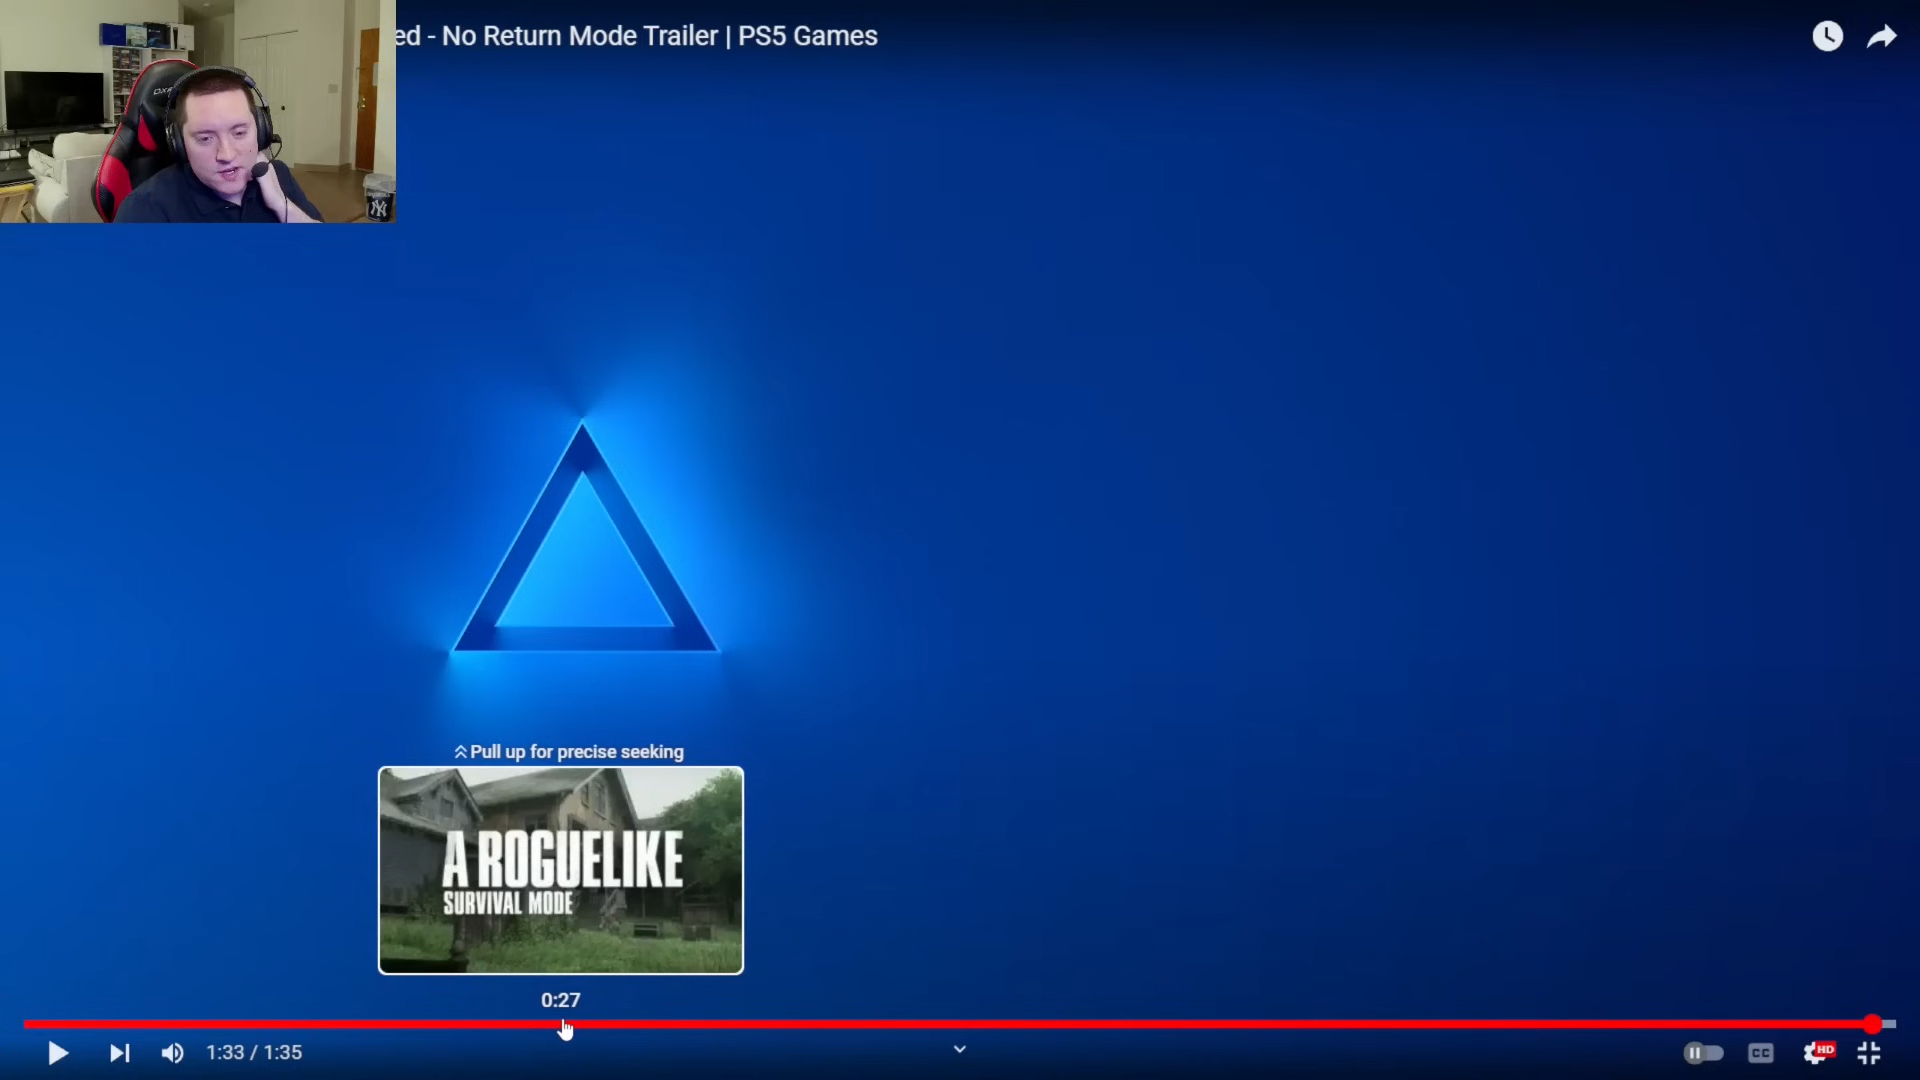 ed - No Return Mode Trailer | PS5 Games
Pull up for precise seeking
A ROGUELIKE
SURVIVAL MODE
0:27
1:33 / 1:35
CC
HD